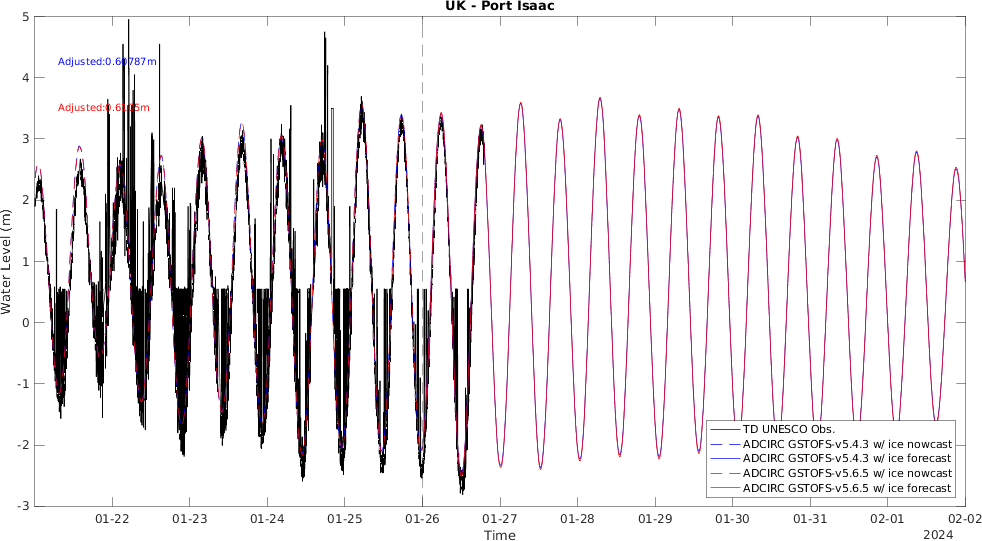 UK - Port Isaac
Adjusted:0.60787m
Water Level (m)
5
4
3
2
1
0
-1
-2
-3
01-22 01-23 01-24 01-25 01-26 01-27 01-28 01-29 01-30 01-31 02-01 02-02
Time
2024
TD UNESCO Obs.
ADCIRC GSTOFS-v5.4.3 w/ ice nowcast
ADCIRC GSTOFS-v5.4.3 w/ ice forecast
ADCIRC GSTOFS-v5.6.5 w/ ice nowcast
ADCIRC GSTOFS-v5.6.5 w/ ice forecast